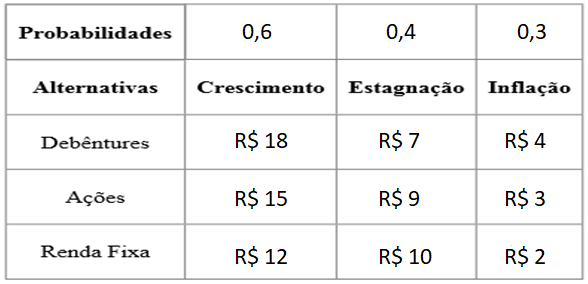 Probabilidades 0,6 0,4 0,3
Alternativas Crescimento Estagnação Inflação
Debêntures R$ 18 R$ 7 R$ 4
Ações R$ 15 R$ 9 R$ 3
Renda Fixa R$ 12 R$ 10 R$ 2